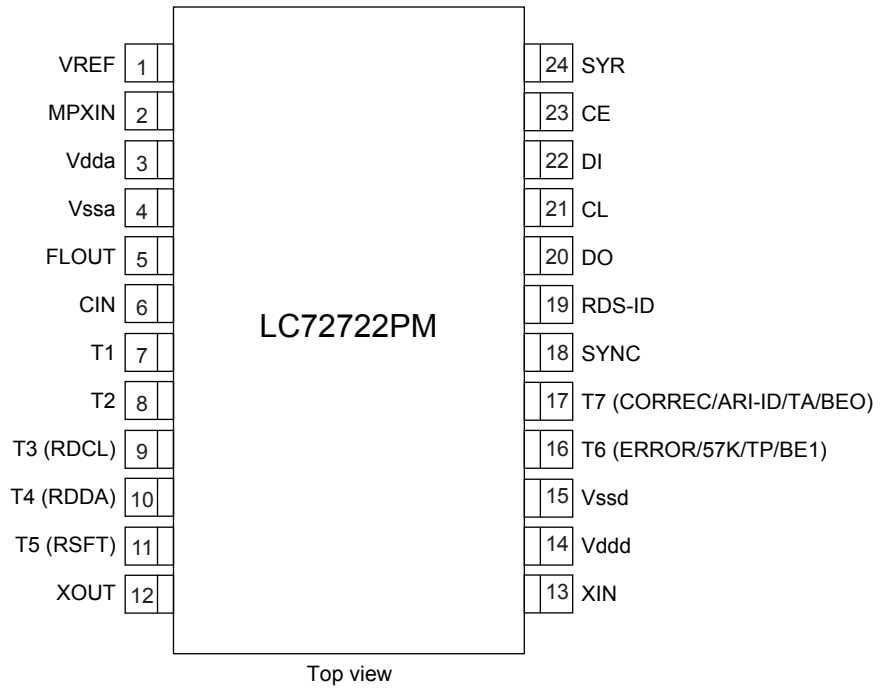 VREF 1
MPXIN 2
Vdda 3
Vssa 4
FLOUT 5
CIN 6
T1 7
T2 8
T3 (RDCL) 9
T4 (RDDA) 10
T5 (RSFT) 11
XOUT 12
LC72722PM
24 SYR
23 CE
22 DI
21 CL
20 DO
19 RDS-ID
18 SYNC
17 T7 (CORREC/ARI-ID/TA/BEO)
16 T6 (ERROR/57K/TP/BE1)
15 Vssd
14 Vddd
13 XIN
Top view